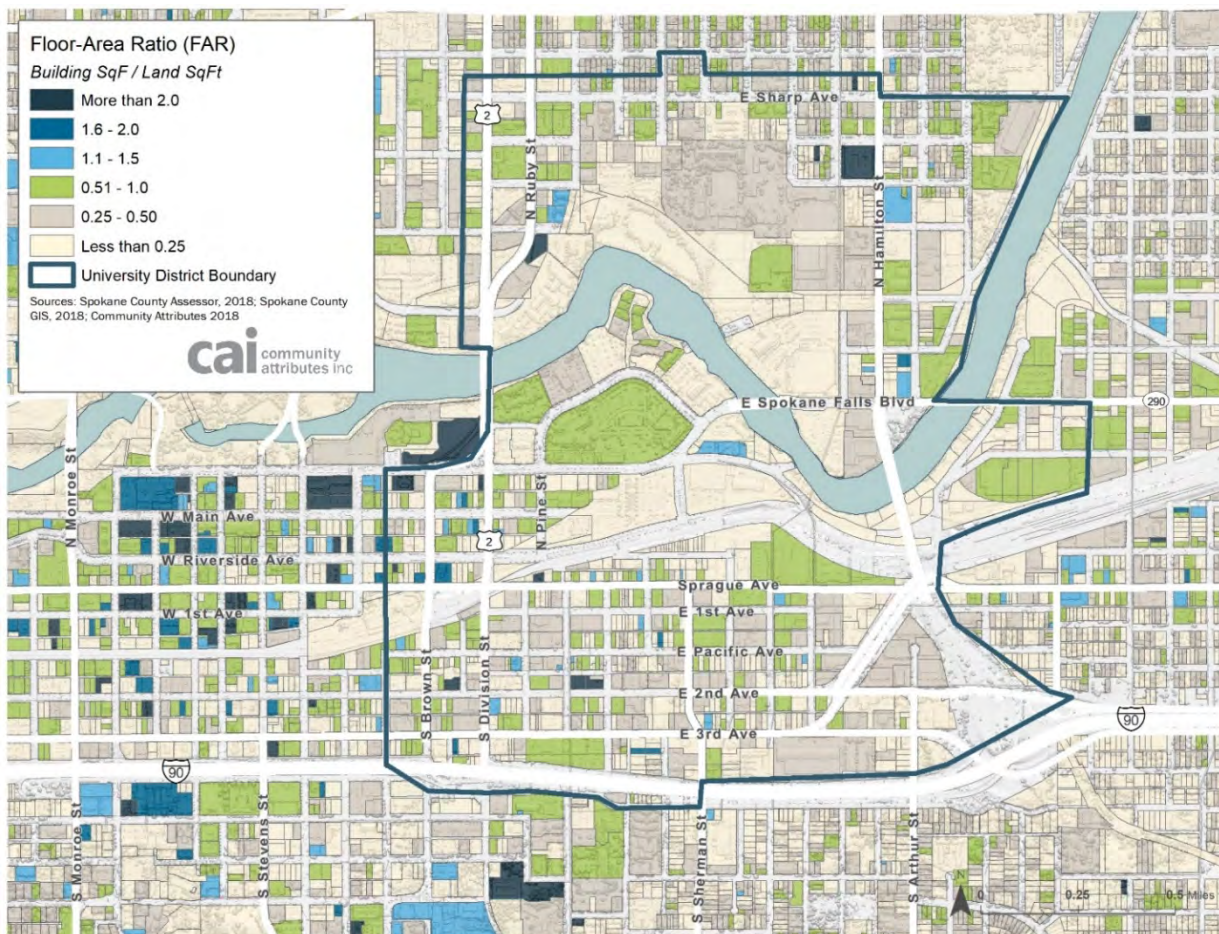 Floor-Area Ratio (FAR)
Building SqF / Land SqFt
More than 2.0
1.6 - 2.0
1.1 - 1.5
0.51 - 1.0
0.25 - 0.50
Less than 0.25
University District Boundary
Sources: Spokane County Assessor, 2018; Spokane County
GIS, 2018; Community Attributes 2018
cai community
attributes inc
E Sharp Ave
2
N Ruby St
N Hamilton St
E Spokane Falls Blvd
290
N Monroe St
W Main Ave
N Pine St
2
W Riverside Ave
Sprague Ave
W 1st Ave
E 1st Ave
E Pacific Ave
S Brown St
S Division St
E 2nd Ave
90
E 3rd Ave
90
S Monroe St
S Stevens St
S Sherman St
S Arthur St
N
0 0.25 0.5 Miles